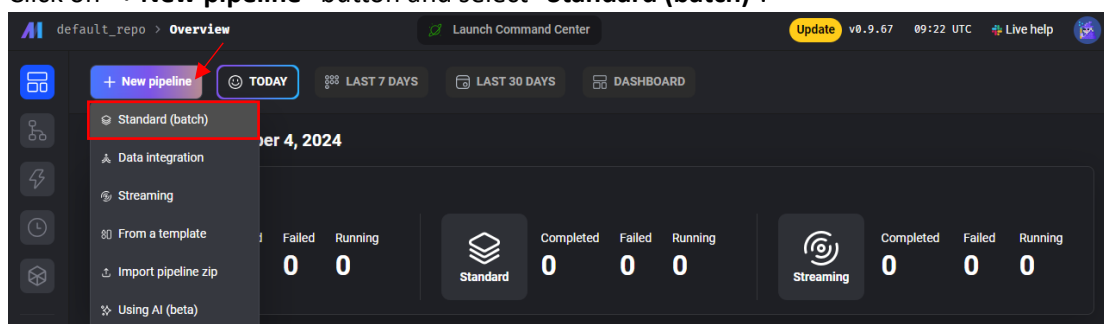 Click on "+ New pipeline" button and select "Standard (batch)".
default_repo > Overview Launch Command Center Update v0.9.67 09:22 UTC Live help
+ New pipeline TODAY LAST 7 DAYS LAST 30 DAYS DASHBOARD
Standard (batch)
ber 4, 2024
Data integration
Streaming
From a template Failed Running Completed Failed Running Completed Failed Running
Import pipeline zip 0 0 Standard 0 0 0 Streaming 0 0 0
Using AI (beta)